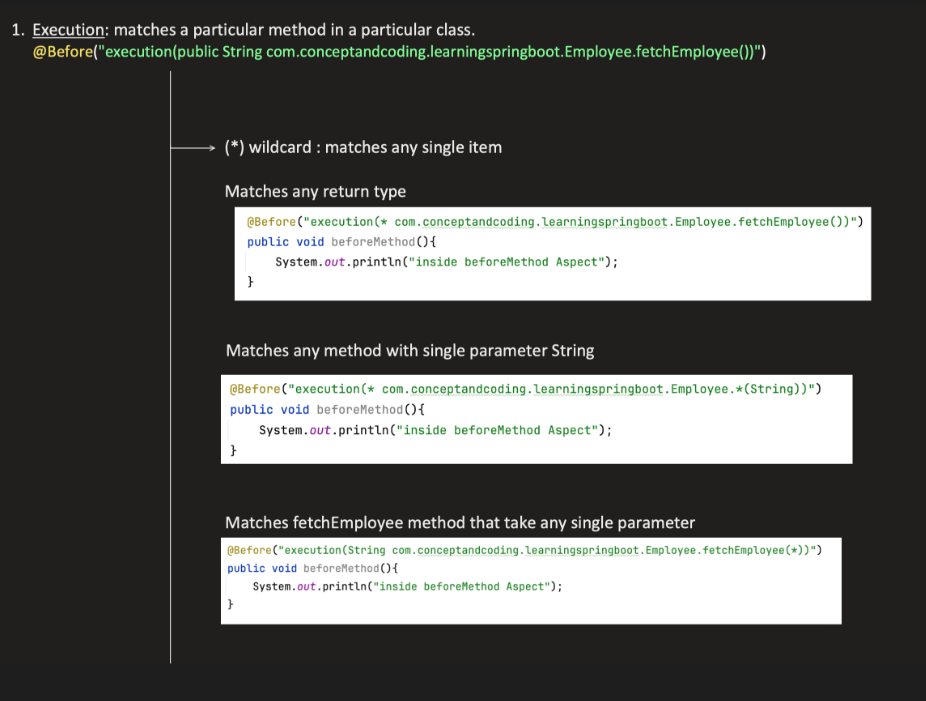 1. Execution: matches a particular method in a particular class.
@Before("execution(public String com.conceptandcoding.learningspringboot.Employee.fetchEmployee())")
(*) wildcard : matches any single item
Matches any return type
@Before("execution(* com.conceptandcoding.learningspringboot.Employee.fetchEmployee())")
public void beforeMethod(){
    System.out.println("inside beforeMethod Aspect");
}
Matches any method with single parameter String
@Before("execution(* com.conceptandcoding.learningspringboot.Employee.*(String))")
public void beforeMethod(){
    System.out.println("inside beforeMethod Aspect");
}
Matches fetchEmployee method that take any single parameter
@Before("execution(String com.conceptandcoding.learningspringboot.Employee.fetchEmployee(*))")
public void beforeMethod(){
    System.out.println("inside beforeMethod Aspect");
}